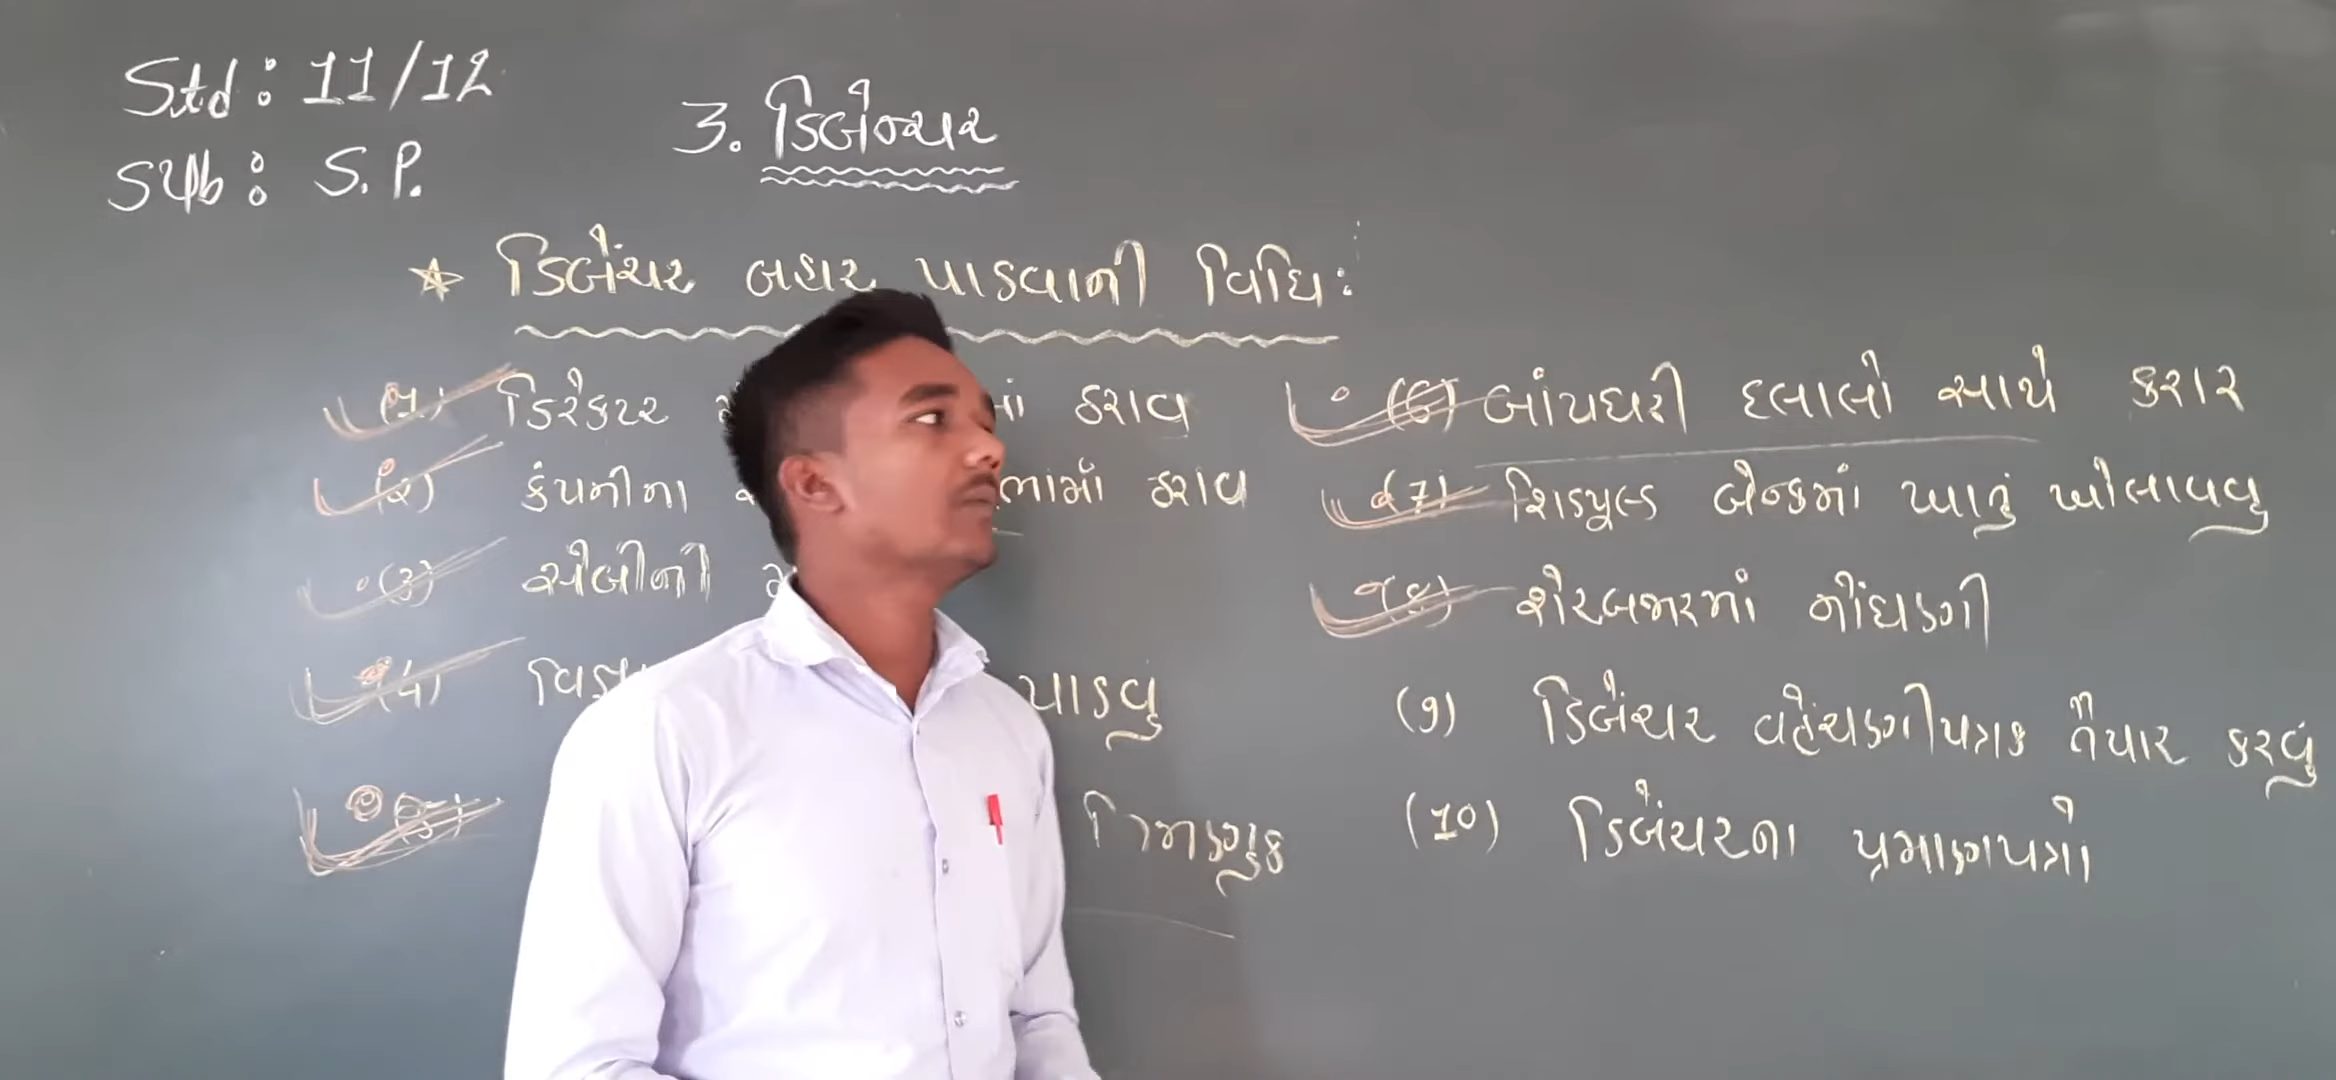 Std: 11/12
Sub: S.P.
3. ડિબેન્ચર
★ ડિબેંચર બહાર પાડવાની વિધિ:
(1) ડિરેક્ટર ઠરાવ
(2) કંપનીના ઠરાવ
(3) સેબીની
(4) પાડવુ
(5) નિમણુક
(6) બાંયધરી દલાલો સાથે કરાર
(7) શિડ્યૂલ્ડ બેન્કમાં ખાતું ખોલાવવુ
(8) શેરબજારમાં નોંધણી
(9) ડિબેંચર વહેંચણીપત્રક તૈયાર કરવું
(10) ડિબેંચરના પ્રમાણપત્રો